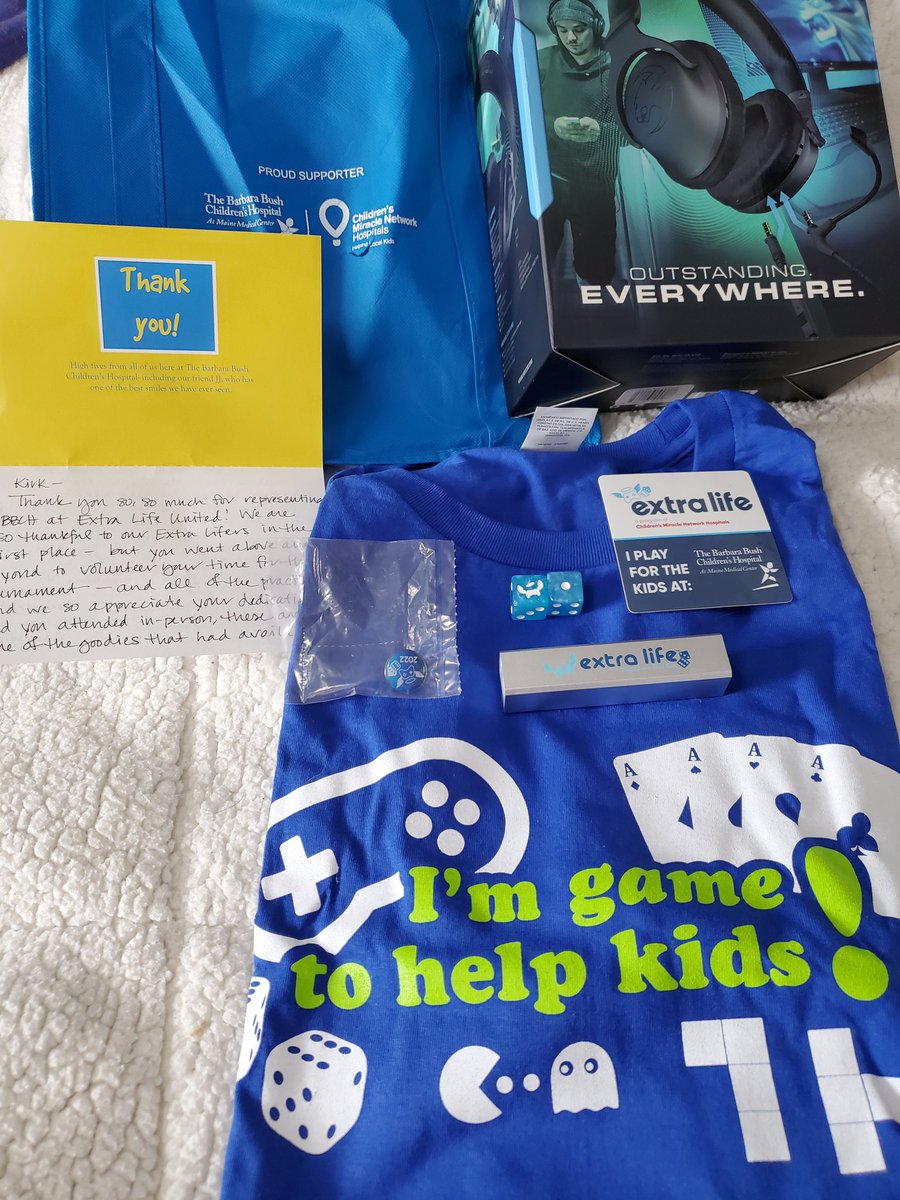 PROUD SUPPORTER
The Barbara Bush
Children's Hospital
At Maine Medical Center
Children's
Miracle Network
Hospitals
Helping Local Kids
OUTSTANDING.
EVERYWHERE.
Thank
you!
High fives from all of us here at The Barbara Bush
Children's Hospital- including our friend JJ, who has
one of the best smiles we have ever seen.
Kirk -
Thank you so, so much for representing
BBCH at Extra Life United! We are
so thankful to our Extra Lifers in the
first place - but you went above
to volunteer your time for
- and all of the
we so appreciate your
you attended in-person, these
of the goodies that had
extra life
a program of
Children's Miracle Network Hospitals
I PLAY
FOR THE
KIDS AT:
The Barbara Bush
Children's Hospital
At Maine Medical Center
2022
extra life
A A A A
I'm game
to help kids!